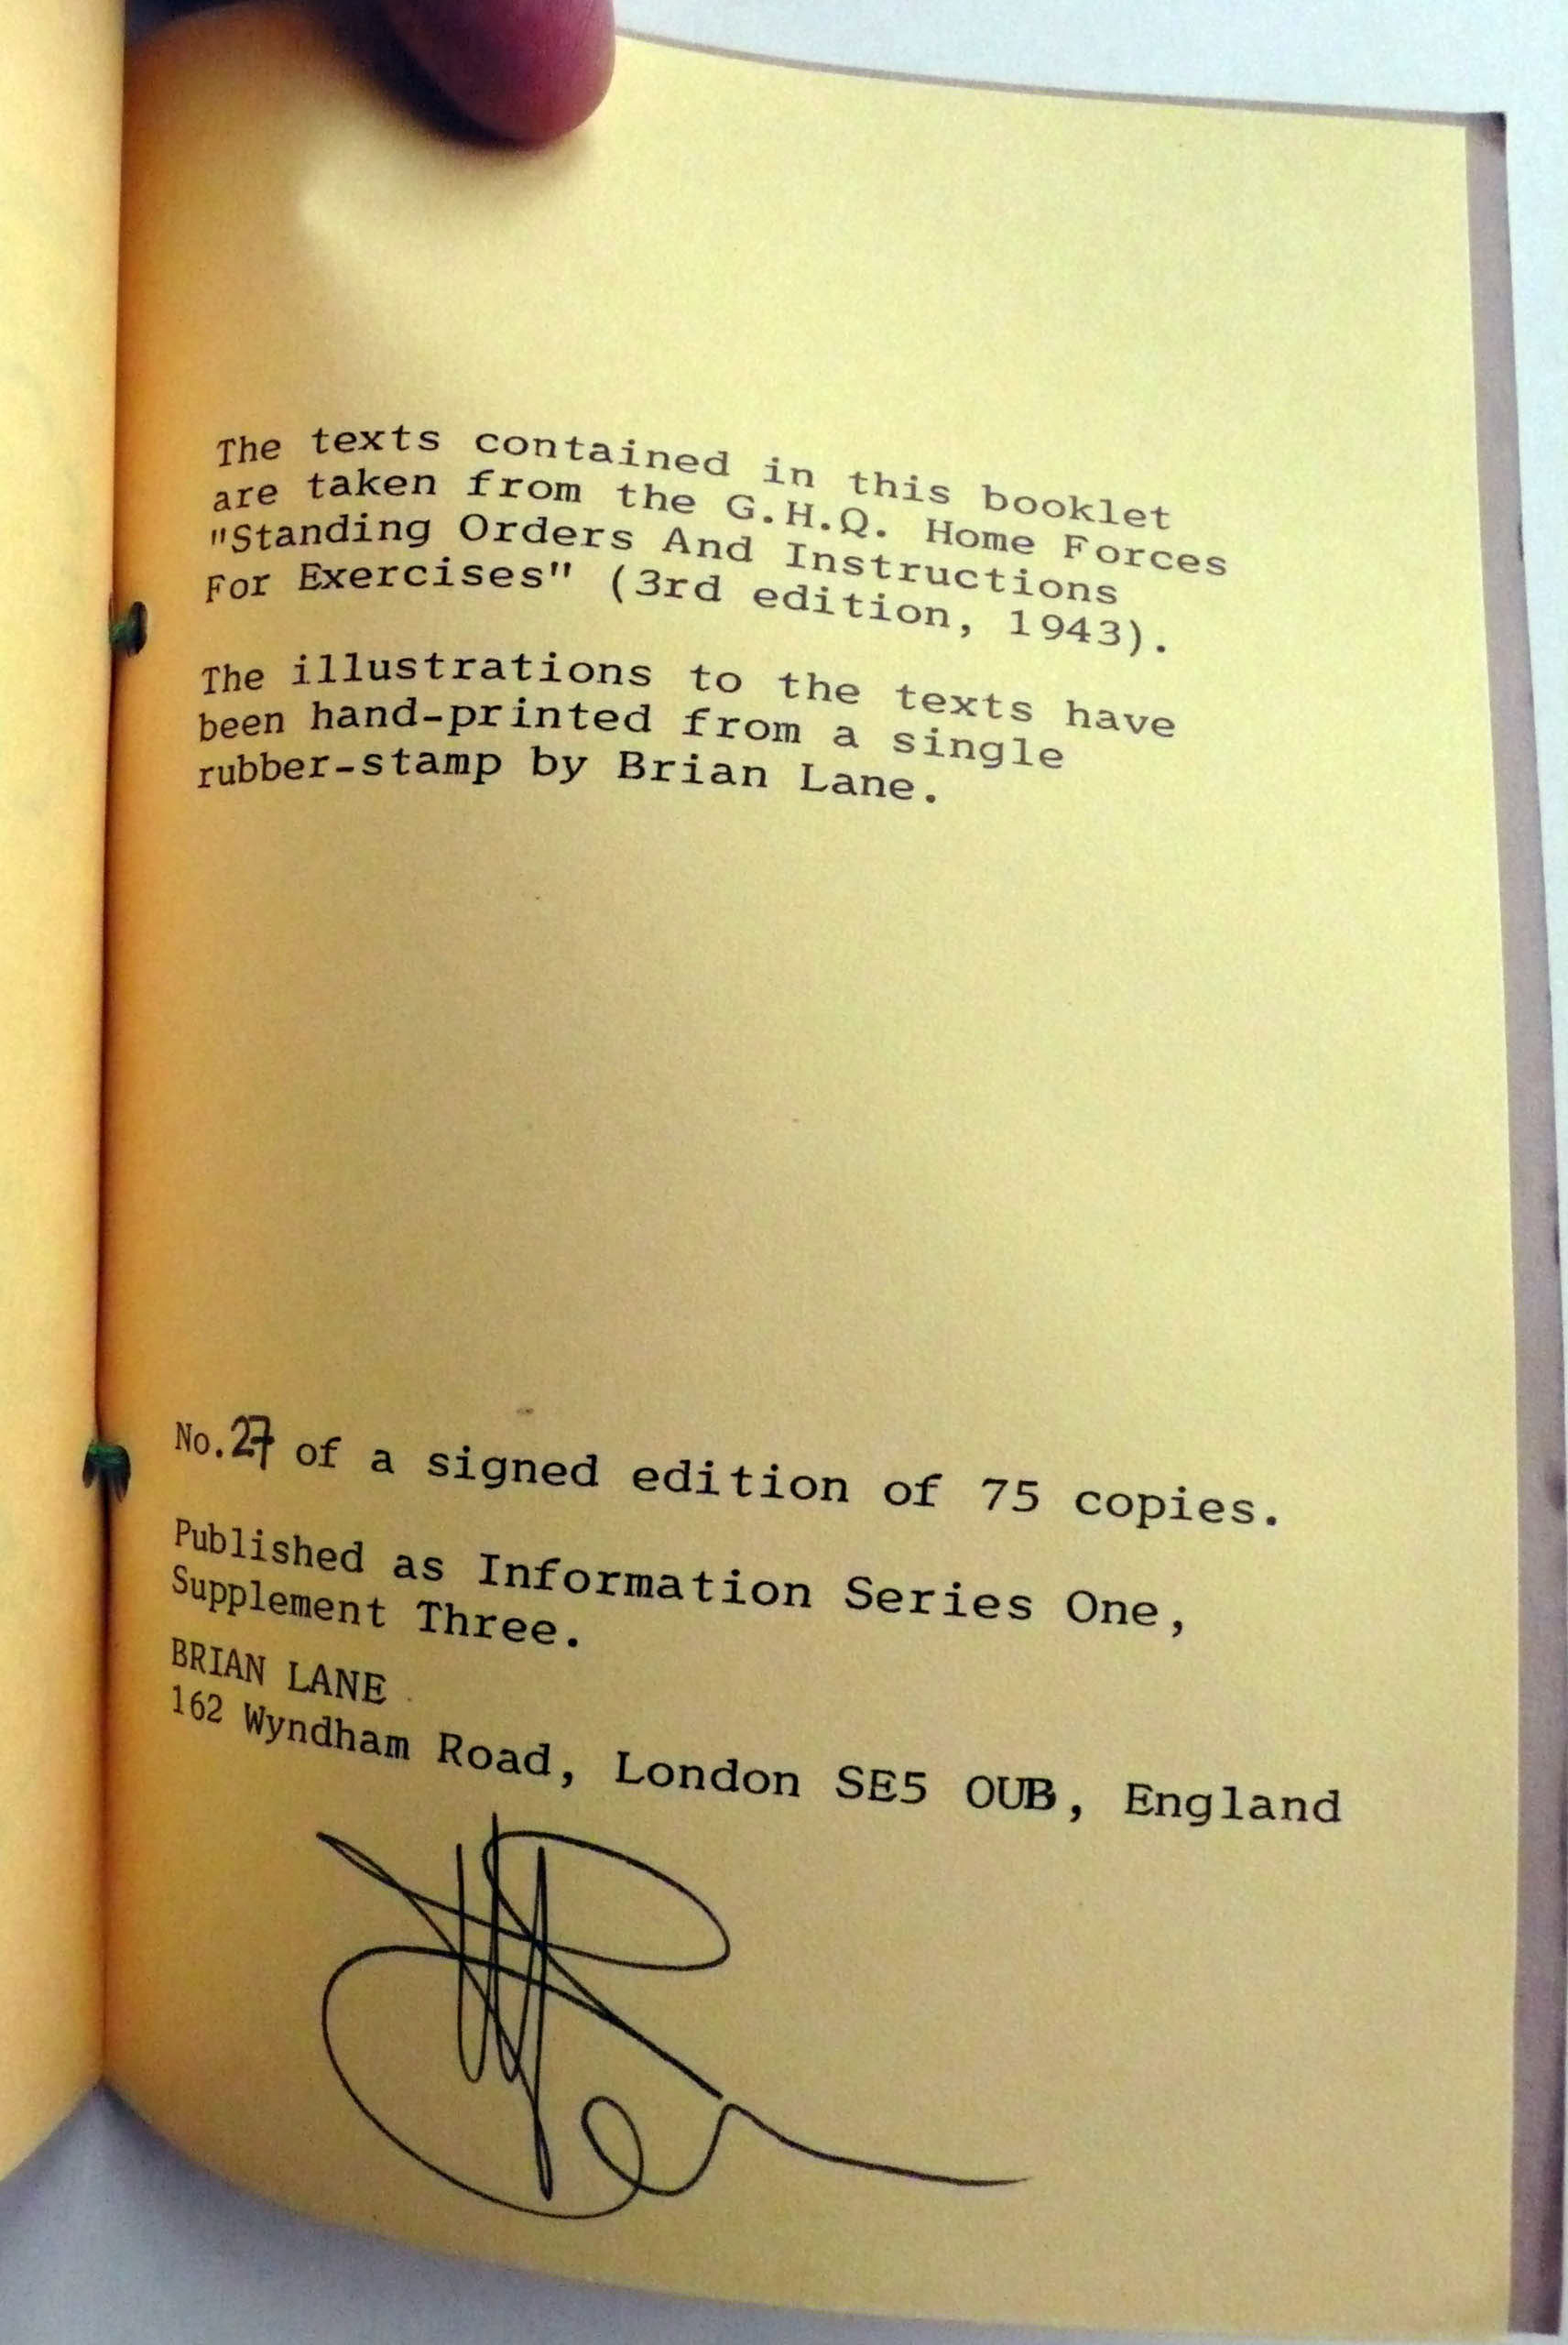 The texts contained in this booklet
are taken from the G.H.Q. Home Forces
"Standing Orders And Instructions
For Exercises" (3rd edition, 1943).
The illustrations to the texts have
been hand-printed from a single
rubber-stamp by Brian Lane.
No.27 of a signed edition of 75 copies.
Published as Information Series One,
Supplement Three.
BRIAN LANE
162 Wyndham Road, London SE5 OUB, England